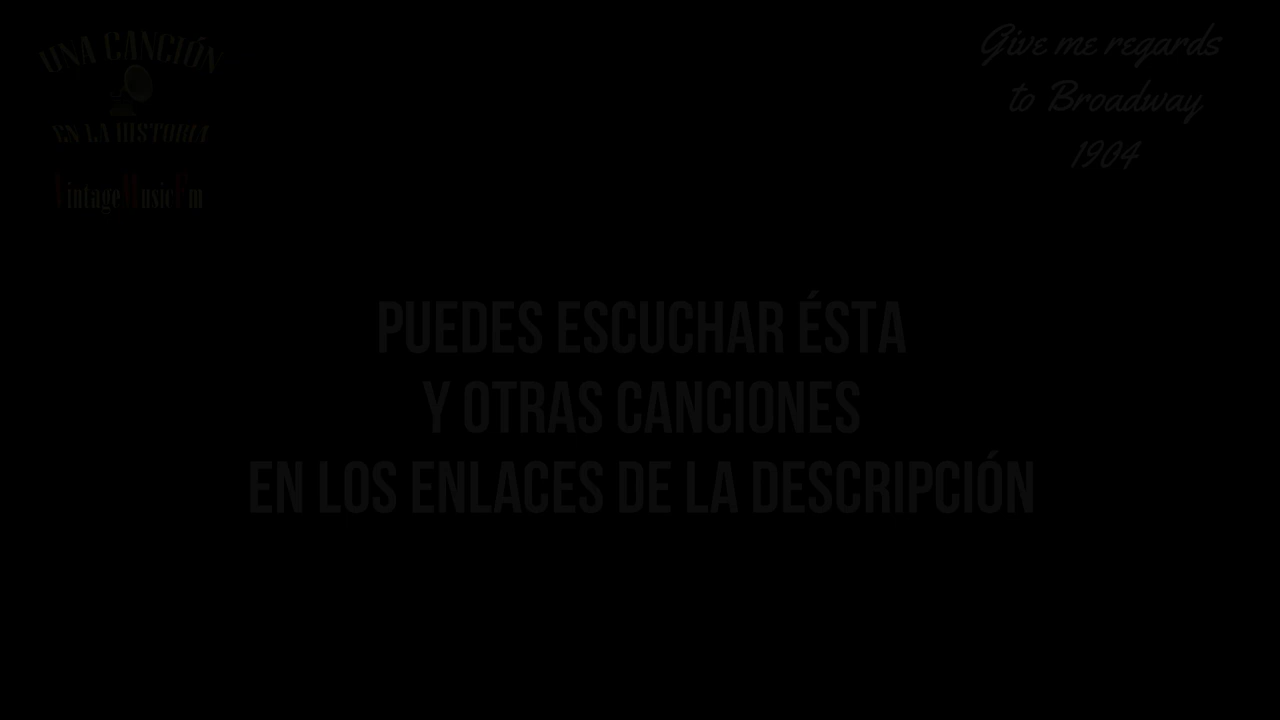 UNA CANCIÓN
EN LA HISTORIA
VintageMusicFm
Give me regards
to Broadway
1904
PUEDES ESCUCHAR ÉSTA
Y OTRAS CANCIONES
EN LOS ENLACES DE LA DESCRIPCIÓN